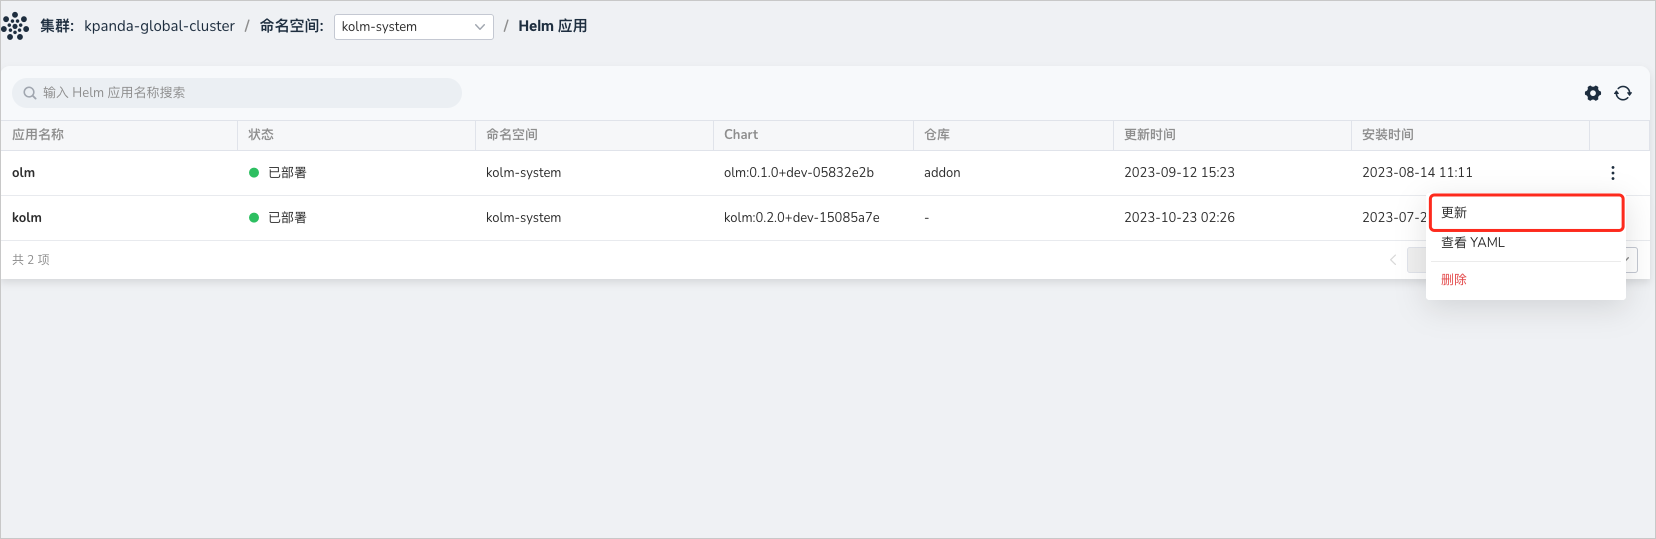 集群: kpanda-global-cluster / 命名空间: kolm-system / Helm 应用
输入 Helm 应用名称搜索
应用名称 状态 命名空间 Chart 仓库 更新时间 安装时间
olm 已部署 kolm-system olm:0.1.0+dev-05832e2b addon 2023-09-12 15:23 2023-08-14 11:11
kolm 已部署 kolm-system kolm:0.2.0+dev-15085a7e - 2023-10-23 02:26 2023-07-2
更新
查看 YAML
共 2 项
删除